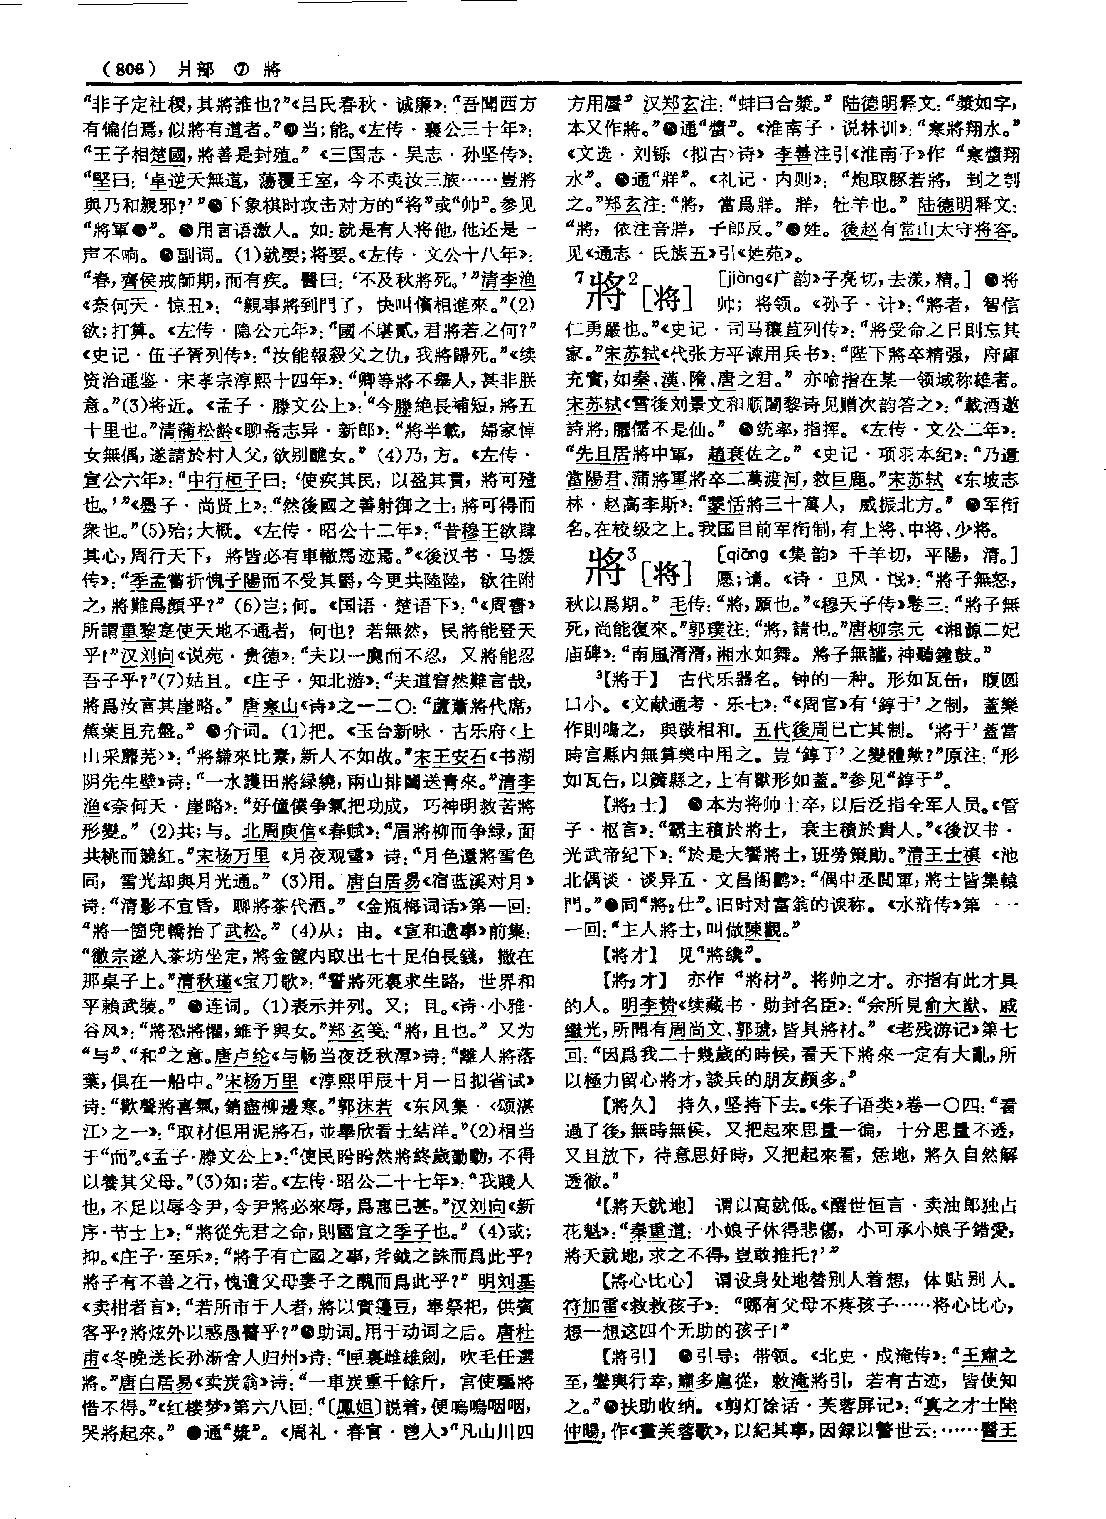 （806） 爿部 ⑦ 將
“非子定社稷，其將誰也？”《吕氏春秋·诚廉》：“吾聞西方
有偏伯焉，似將有道者。”當；能。《左传·襄公三十年》：
“王子相楚國，將善是封殖。”《三国志·吴志·孙坚传》：
“堅曰：‘卓逆天無道，蕩覆王室，今不夷汝三族……豈將
與乃和親邪？’”下象棋时攻击对方的“将”或“帅”。参见
“將軍”。用言语激人。如：就是有人将他，他还是一
声不响。副词。（1）就要；将要。《左传·文公十八年》：
“春，齊侯戒師期，而有疾。醫曰：‘不及秋將死。’”清李渔
《奈何天·惊丑》：“親事將到門了，快叫儐相進來。”（2）
欲；打算。《左传·隐公元年》：“國不堪貳，君將若之何？”
《史记·伍子胥列传》：“汝能報殺父之仇，我將歸死。”《续
资治通鉴·宋孝宗淳熙十四年》：“卿等將不舉人，甚非朕
意。”（3）将近。《孟子·滕文公上》：“今滕絶長補短，將五
十里也。”清蒲松龄《聊斋志异·新郎》：“將半載，婦家悼
女無偶，遂請於村人父，欲别醮女。”（4）乃，方。《左传·
宣公六年》：“中行桓子曰：‘使疾其民，以盈其貫，將可殪
也。’”《墨子·尚贤上》：“然後國之善射御之士，將可得而
衆也。”（5）殆；大概。《左传·昭公十二年》：“昔穆王欲肆
其心，周行天下，將皆必有車轍馬迹焉。”《後汉书·马援
传》：“季孟嘗折愧子陽而不受其爵，今更共陸陸，欲往附
之，將難爲顔乎？”（6）岂；何。《国语·楚语下》：“《周書》
所謂重黎寔使天地不通者，何也？若無然，民將能登天
乎！”汉刘向《说苑·贵德》：“夫以一麑而不忍，又將能忍
吾子乎？”（7）姑且。《庄子·知北游》：“夫道窅然難言哉，
將爲汝言其崖略。”唐寒山《诗》之一二〇：“蘆藟將代席，
蕉葉且充盤。”介词。（1）把。《玉台新咏·古乐府〈上
山采蘼芜〉》：“將縑來比素，新人不如故。”宋王安石《书湖
阴先生壁》诗：“一水護田將緑繞，兩山排闥送青來。”清李
渔《奈何天·崖略》：“好僮僕争氣把功成，巧神明救苦將
形變。”（2）共；与。北周庾信《春赋》：“眉將柳而争緑，面
共桃而競紅。”宋杨万里《月夜观雪》诗：“月色還將雪色
同，雪光却與月光通。”（3）用。唐白居易《宿蓝溪对月》
诗：“清影不宜昏，聊將茶代酒。”《金瓶梅词话》第一回：
“將一箇兜轎抬了武松。”（4）从；由。《宣和遗事》前集：
“徽宗遂入茶坊坐定，將金篋内取出七十足伯長錢，撒在
那桌子上。”清秋瑾《宝刀歌》：“誓將死裏求生路，世界和
平賴武裝。”连词。（1）表示并列。又；且。《诗·小雅·
谷风》：“將恐將懼，維予與女。”郑玄笺：“將，且也。”又为
“与”、“和”之意。唐卢纶《与畅当夜泛秋潭》诗：“離人將落
葉，俱在一船中。”宋杨万里《淳熙甲辰十月一日拟省试》
诗：“歡聲將喜氣，銷盡柳邊寒。”郭沫若《东风集·〈颂湛
江〉之一》：“取材但用泥將石，並舉欣看土结洋。”（2）相当
于“而”。《孟子·滕文公上》：“使民盻盻然將終歲勤動，不得
以養其父母。”（3）如；若。《左传·昭公二十七年》：“我賤人
也，不足以辱令尹，令尹將必來辱，爲惠已甚。”汉刘向《新
序·节士上》：“將從先君之命，則國宜之季子也。”（4）或；
抑。《庄子·至乐》：“將子有亡國之事，斧鉞之誅而爲此乎？
將子有不善之行，愧遺父母妻子之醜而爲此乎？”明刘基
《卖柑者言》：“若所市于人者，將以實籩豆，奉祭祀，供賓
客乎？將炫外以惑愚瞽乎？”助词。用于动词之后。唐杜
甫《冬晚送长孙渐舍人归州》诗：“匣裏雌雄劍，吹毛任選
將。”唐白居易《卖炭翁》诗：“一車炭重千餘斤，宫使驅將
惜不得。”《红楼梦》第六八回：“〔鳳姐〕説着，便嗚嗚咽咽，
哭將起來。”通“漿”。《周礼·春官·鬯人》“凡山川四
方用蜃”汉郑玄注：“蚌曰合漿。”陆德明释文：“漿如字，
本又作將。”通“螿”。《淮南子·说林训》：“寒將翔水。”
《文选·刘铄〈拟古〉诗》李善注引《淮南子》作“寒螿翔
水”。通“牂”。《礼记·内则》：“炮取豚若將，刲之刳
之。”郑玄注：“將，當爲牂。牂，牡羊也。”陆德明释文：
“將，依注音牂，子郎反。”姓。後赵有常山太守將容。
见《通志·氏族五》引《姓苑》。
⁷將²［将］ ［jiàng《广韵》子亮切，去漾，精。］将
帅；将领。《孙子·计》：“將者，智信
仁勇嚴也。”《史记·司马穰苴列传》：“將受命之日則忘其
家。”宋苏轼《代张方平谏用兵书》：“陛下將卒精强，府庫
充實，如秦、漢、隋、唐之君。”亦喻指在某一领域称雄者。
宋苏轼《雪後刘景文和顺闍黎诗见赠次韵答之》：“載酒邀
詩將，臞儒不是仙。”统率，指挥。《左传·文公二年》：
“先且居將中軍，趙衰佐之。”《史记·项羽本纪》：“乃遣
當陽君、蒲將軍將卒二萬渡河，救巨鹿。”宋苏轼《东坡志
林·赵高李斯》：“蒙恬將三十萬人，威振北方。”军衔
名。在校级之上。我国目前军衔制，有上将、中将、少将。
將³［将］ ［qiāng《集韵》千羊切，平陽，清。］
愿；请。《诗·卫风·氓》：“將子無怒，
秋以爲期。”毛传：“將，願也。”《穆天子传》卷三：“將子無
死，尚能復來。”郭璞注：“將，請也。”唐柳宗元《湘源二妃
庙碑》：“南風湑湑，湘水如舞。將子無讙，神聽鐘鼓。”
³【將于】 古代乐器名。钟的一种。形如瓦缶，腹圆
口小。《文献通考·乐七》：“《周官》有‘錞于’之制，蓋樂
作則鳴之，與鼓相和。五代後周已亡其制。‘將于’蓋當
時宫縣内無算樂中用之。豈‘錞丁’之變體歟？”原注：“形
如瓦缶，以簴縣之，上有獸形如蓋。”参见“錞于”。
【將₂士】 本为将帅士卒，以后泛指全军人员。《管
子·枢言》：“霸主積於將士，衰主積於貴人。”《後汉书·
光武帝纪下》：“於是大饗將士，班勞策勛。”清王士禛《池
北偶谈·谈异五·文昌阁鹳》：“偶中丞閲軍，將士皆集轅
門。”同“將₂仕”。旧时对富翁的谀称。《水浒传》第一一
一回：“主人將士，叫做陳觀。”
【將才】 见“將纔”。
【將₂才】 亦作“將材”。将帅之才。亦指有此才具
的人。明李贽《续藏书·勋封名臣》：“余所見俞大猷、戚
繼光，所聞有周尚文、郭琥，皆具將材。”《老残游记》第七
回：“因爲我二十幾歲的時候，看天下將來一定有大亂，所
以極力留心將才，談兵的朋友頗多。”
【將久】 持久，坚持下去。《朱子语类》卷一〇四：“看
過了後，無時無候，又把起來思量一徧，十分思量不透，
又且放下，待意思好時，又把起來看，恁地，將久自然解
透徹。”
⁴【將天就地】 谓以高就低。《醒世恒言·卖油郎独占
花魁》：“秦重道：‘小娘子休得悲傷，小可承小娘子錯愛，
將天就地，求之不得，豈敢推托？’”
【將心比心】 谓设身处地替别人着想，体贴别人。
符加雷《救救孩子》：“哪有父母不疼孩子……将心比心，
想一想这四个无助的孩子！”
【將引】 引导；带领。《北史·成淹传》：“王肅之
至，鑾輿行幸，肅多扈從，敕淹將引，若有古迹，皆使知
之。”扶助收纳。《剪灯馀话·芙蓉屏记》：“真之才士陸
仲暘，作《畫芙蓉歌》，以紀其事，因録以警世云：……醫王